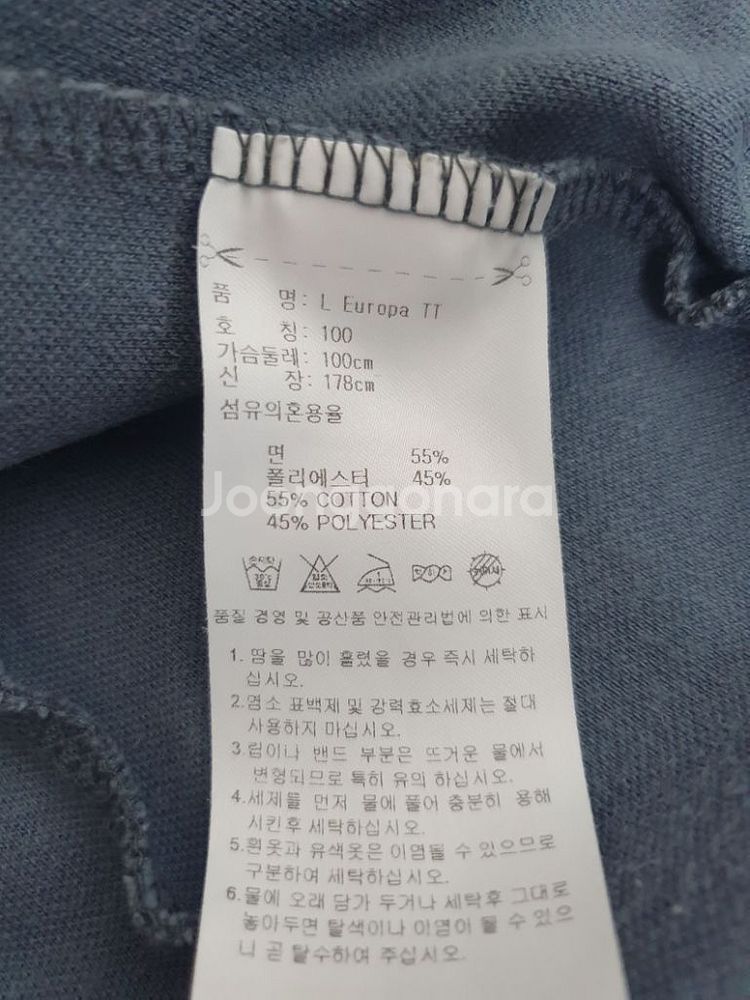 품 명: L Europa TT
호 칭: 100
가슴둘레: 100cm
신 장: 178cm
섬유의혼용율
면 55%
폴리에스터 45%
55% COTTON
45% POLYESTER
Joonggonara
품질 경영 및 공산품 안전관리법에 의한 표시
1. 땀을 많이 흘렸을 경우 즉시 세탁하
십시오.
2.염소 표백제 및 강력효소세제는 절대
사용하지 마십시오.
3.립이나 밴드 부분은 뜨거운 물에서
변형되므로 특히 유의 하십시오.
4.세제를 먼저 물에 풀어 충분히 용해
시킨후 세탁하십시오.
5.흰옷과 유색옷은 이염될 수 있으므로
구분하여 세탁하십시오.
6.물에 오래 담가 두거나 세탁후 그대로
놓아두면 탈색이나 이염이 될 수 있으
니 곧 탈수하여 주십시오.